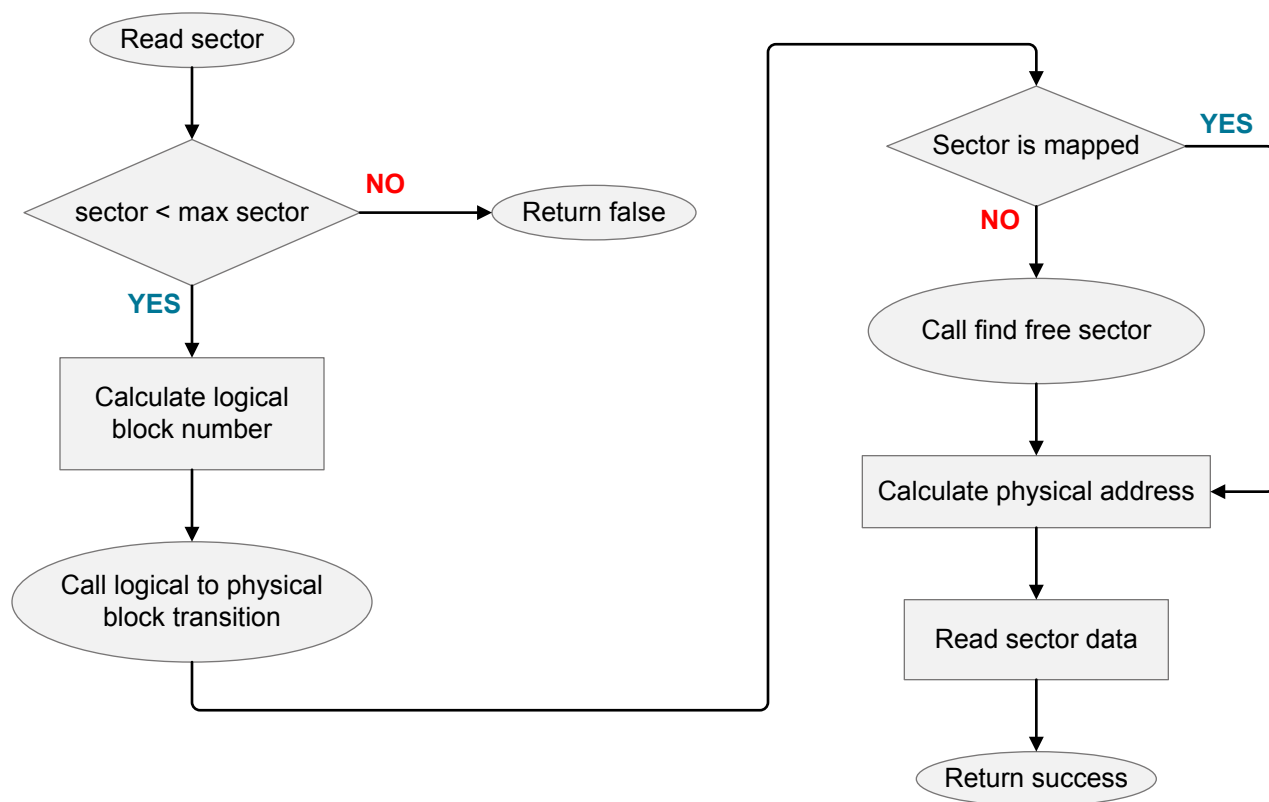 Read sector
sector < max sector
NO
Return false
YES
Calculate logical
block number
Call logical to physical
block transition
Sector is mapped
YES
NO
Call find free sector
Calculate physical address
Read sector data
Return success